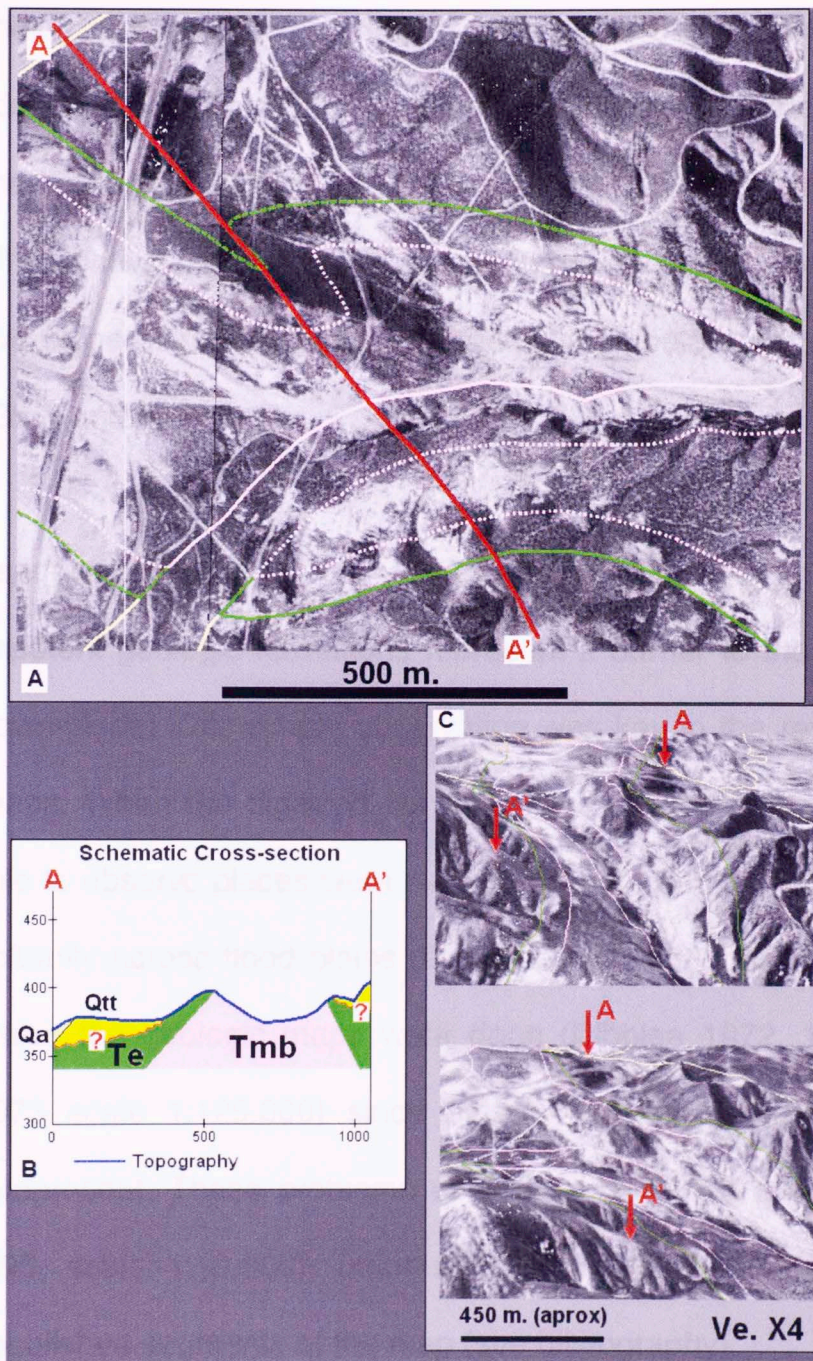 A
A'
A
500 m.
C
A
A'
Schematic Cross-section
A
A'
450
400
350
300
Qtt
Qa
?
Te
Tmb
?
0
500
1000
Topography
B
A
A'
450 m. (aprox)
Ve. X4